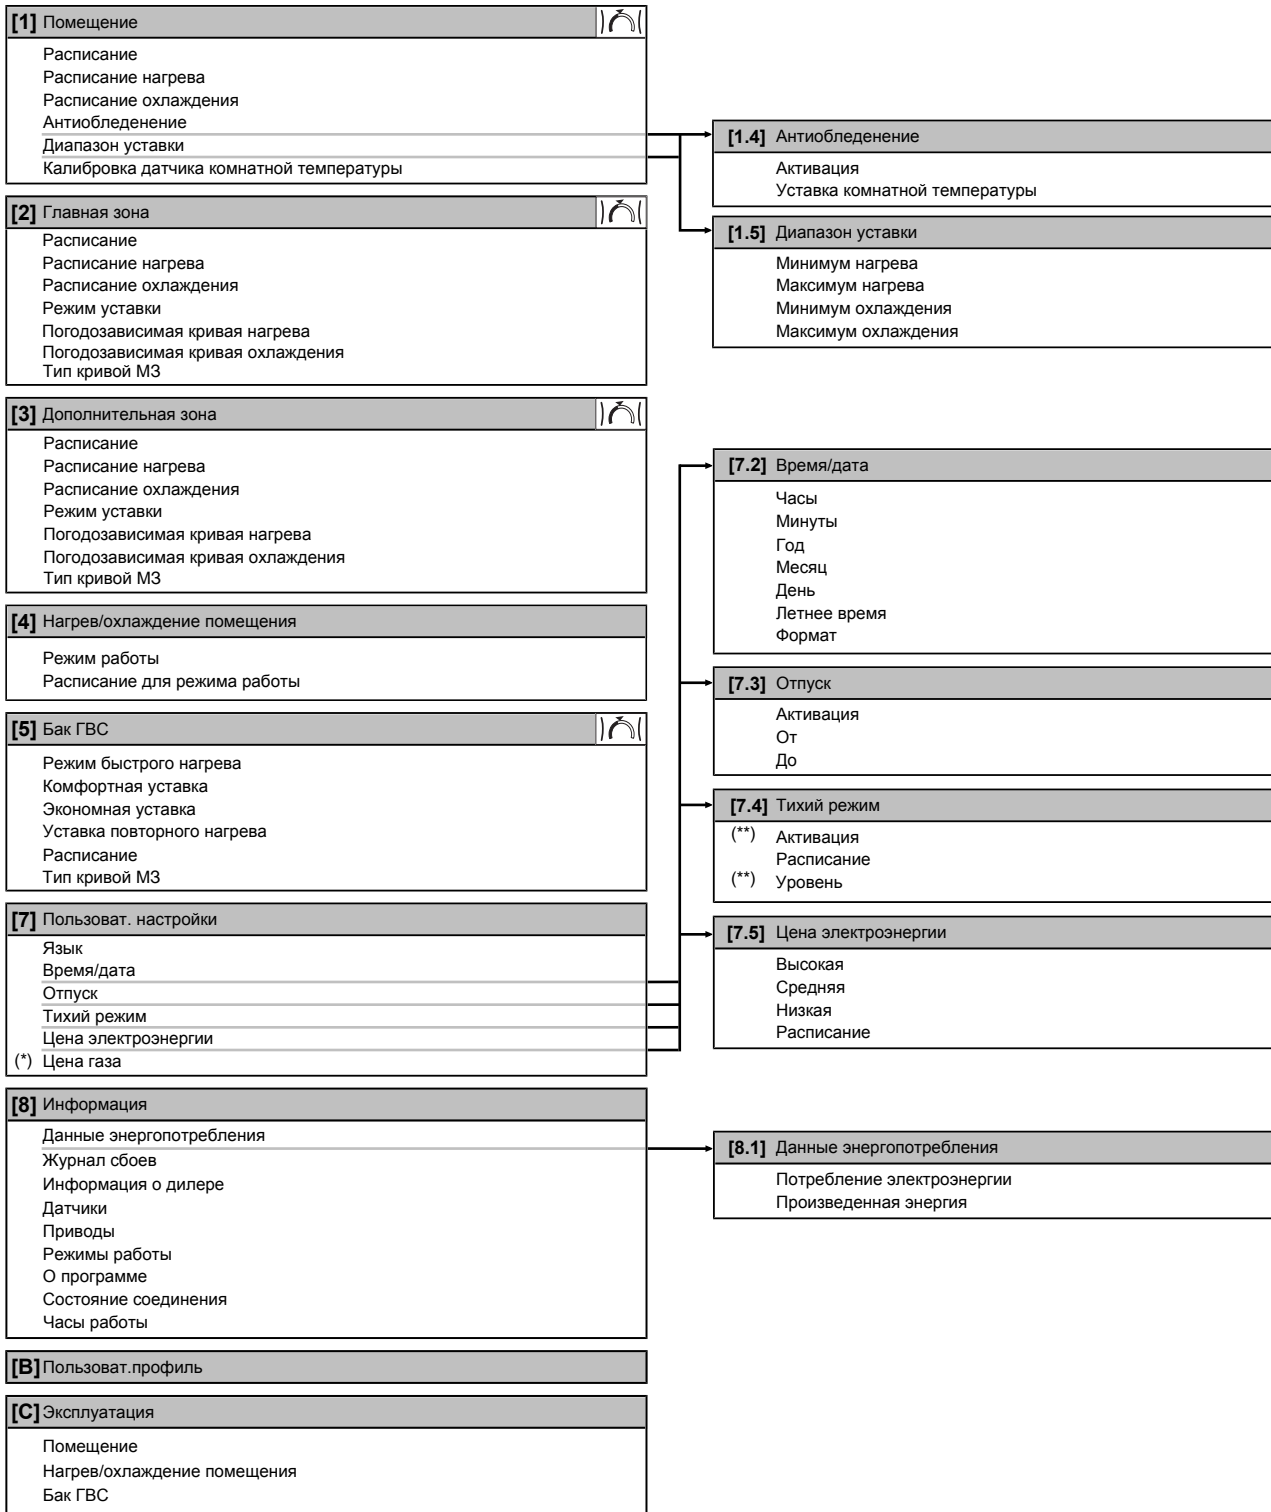 [1] Помещение
Расписание
Расписание нагрева
Расписание охлаждения
Антиобледенение
Диапазон уставки
Калибровка датчика комнатной температуры
[1.4] Антиобледенение
Активация
Уставка комнатной температуры
[1.5] Диапазон уставки
Минимум нагрева
Максимум нагрева
Минимум охлаждения
Максимум охлаждения
[2] Главная зона
Расписание
Расписание нагрева
Расписание охлаждения
Режим уставки
Погодозависимая кривая нагрева
Погодозависимая кривая охлаждения
Тип кривой МЗ
[3] Дополнительная зона
Расписание
Расписание нагрева
Расписание охлаждения
Режим уставки
Погодозависимая кривая нагрева
Погодозависимая кривая охлаждения
Тип кривой МЗ
[4] Нагрев/охлаждение помещения
Режим работы
Расписание для режима работы
[5] Бак ГВС
Режим быстрого нагрева
Комфортная уставка
Экономная уставка
Уставка повторного нагрева
Расписание
Тип кривой МЗ
[7] Пользоват. настройки
Язык
Время/дата
Отпуск
Тихий режим
Цена электроэнергии
(*) Цена газа
[7.2] Время/дата
Часы
Минуты
Год
Месяц
День
Летнее время
Формат
[7.3] Отпуск
Активация
От
До
[7.4] Тихий режим
(**) Активация
Расписание
(**) Уровень
[7.5] Цена электроэнергии
Высокая
Средняя
Низкая
Расписание
[8] Информация
Данные энергопотребления
Журнал сбоев
Информация о дилере
Датчики
Приводы
Режимы работы
О программе
Состояние соединения
Часы работы
[8.1] Данные энергопотребления
Потребление электроэнергии
Произведенная энергия
[B] Пользоват.профиль
[C] Эксплуатация
Помещение
Нагрев/охлаждение помещения
Бак ГВС